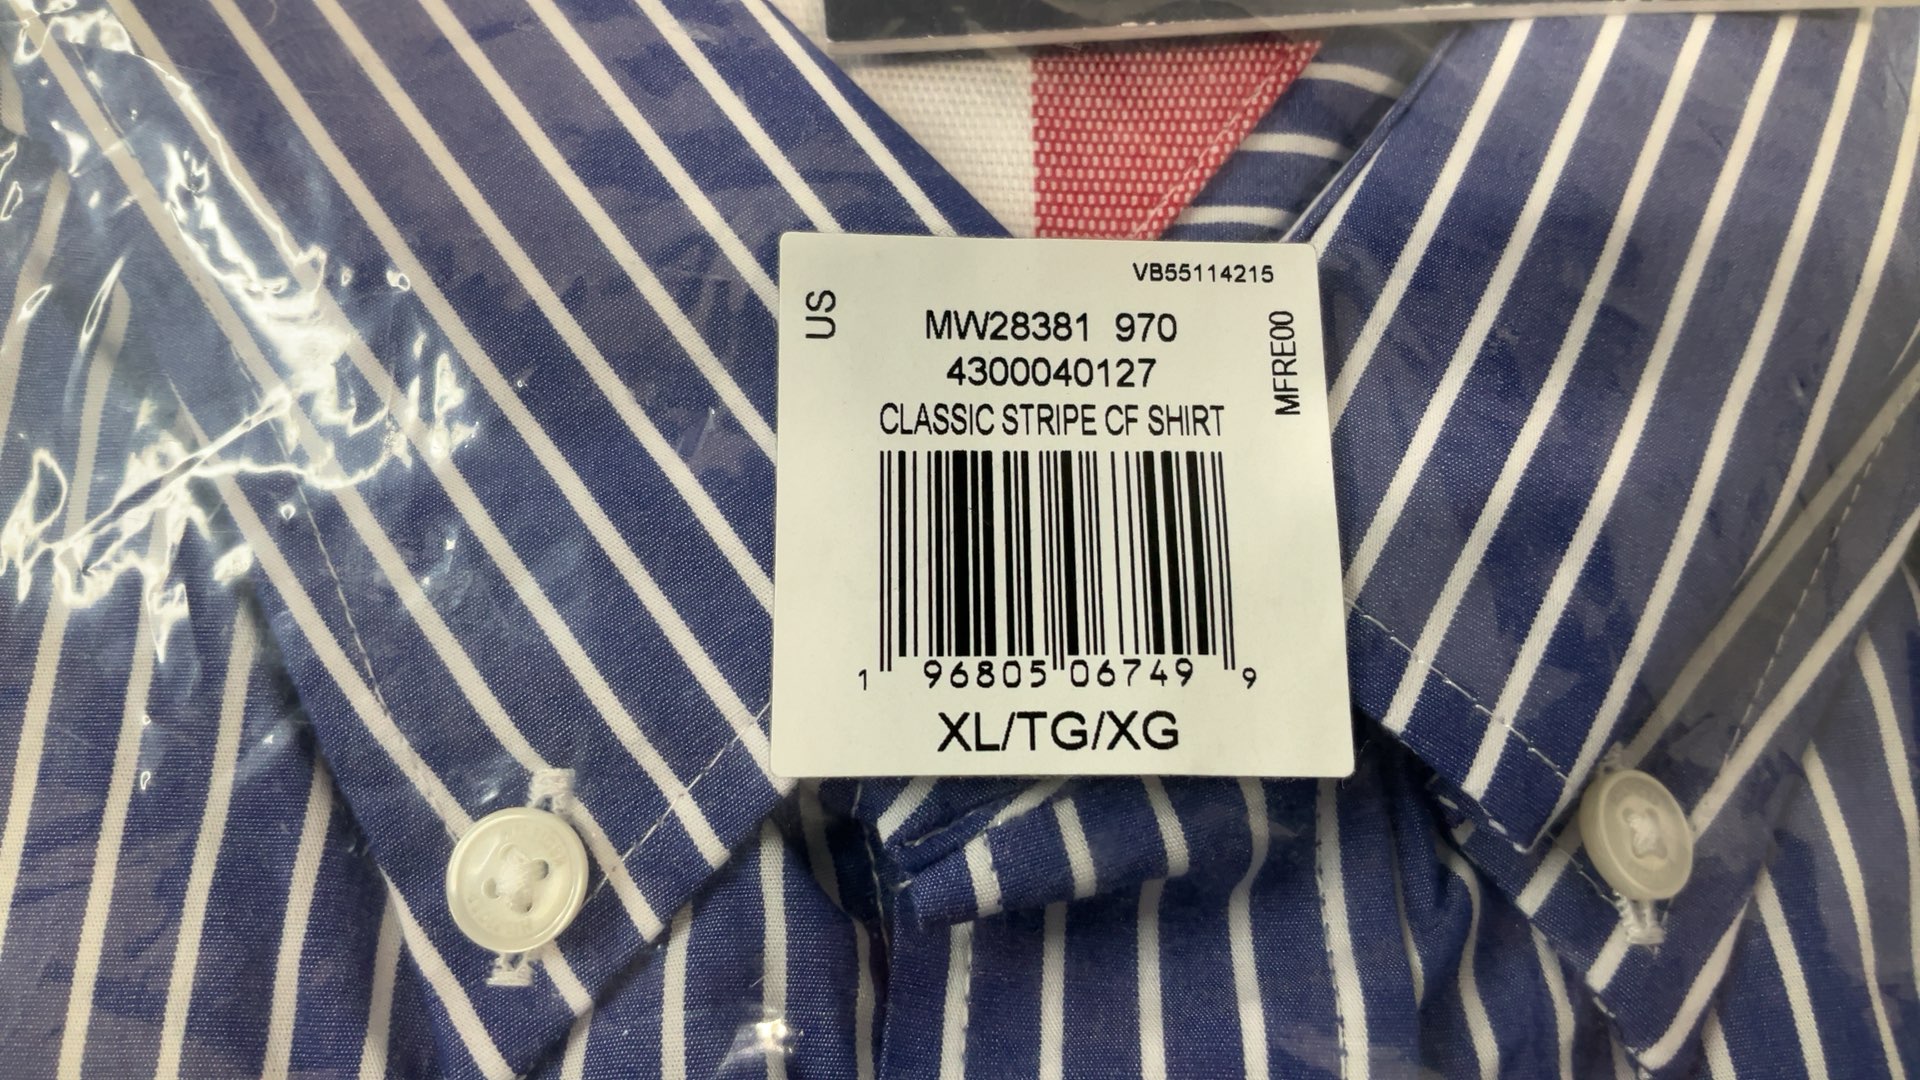 VB55114215
US
MW28381 970
4300040127
MFRE00
CLASSIC STRIPE CF SHIRT
1 96805 06749 9
XL/TG/XG